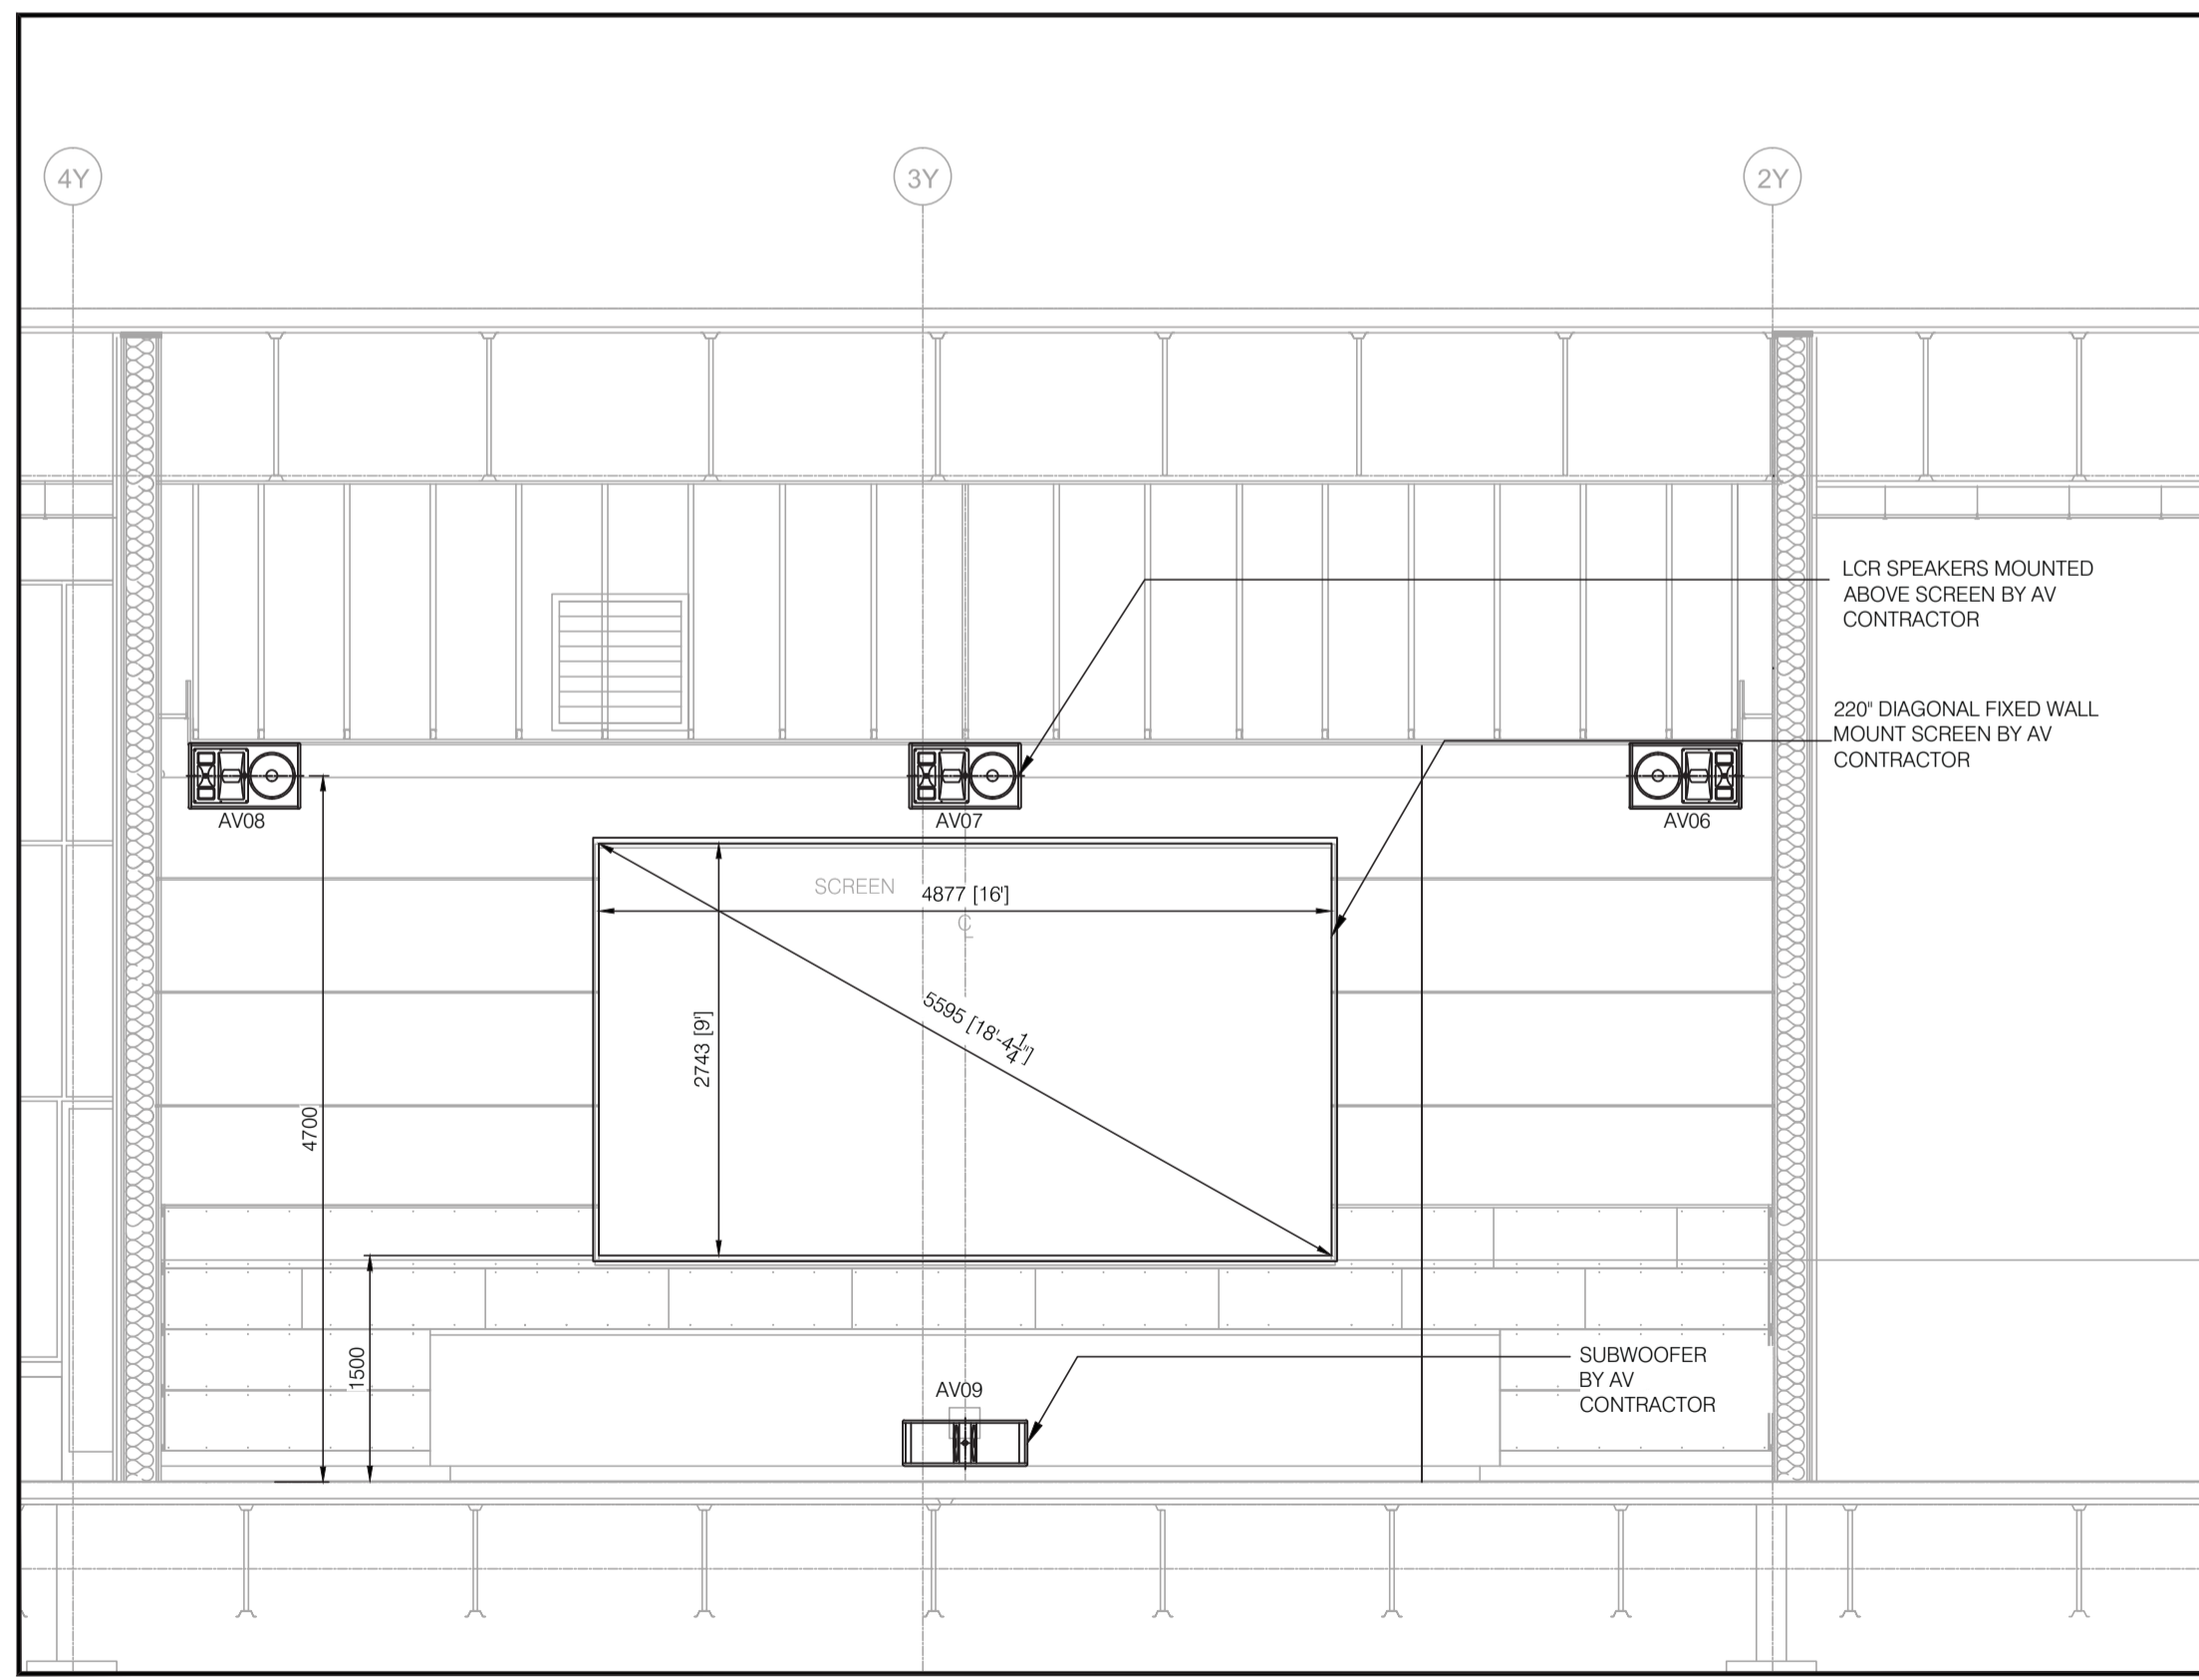 4Y
3Y
2Y
LCR SPEAKERS MOUNTED
ABOVE SCREEN BY AV
CONTRACTOR
220" DIAGONAL FIXED WALL
MOUNT SCREEN BY AV
CONTRACTOR
AV08
AV07
AV06
SCREEN
4877 [16']
℄
5595 [18'-4 1/4"]
2743 [9']
4700
1500
AV09
SUBWOOFER
BY AV
CONTRACTOR